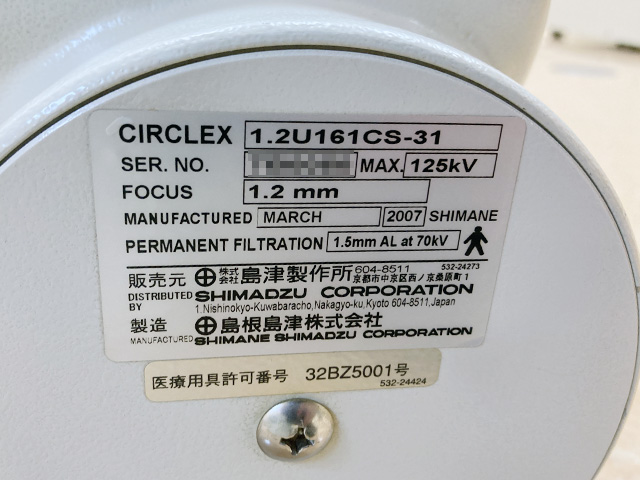 CIRCLEX 1.2U161CS-31
SER. NO. MAX. 125kV
FOCUS 1.2 mm
MANUFACTURED MARCH 2007 SHIMANE
PERMANENT FILTRATION 1.5mm AL at 70kV
532-24273
販売元 株式会社 島津製作所 604-8511 京都市中京区西ノ京桑原町1
DISTRIBUTED BY SHIMADZU CORPORATION
1, Nishinokyo-Kuwabaracho, Nakagyo-ku, Kyoto 604-8511, Japan
製造 島根島津株式会社
MANUFACTURED SHIMANE SHIMADZU CORPORATION
医療用具許可番号 32BZ5001号
532-24424